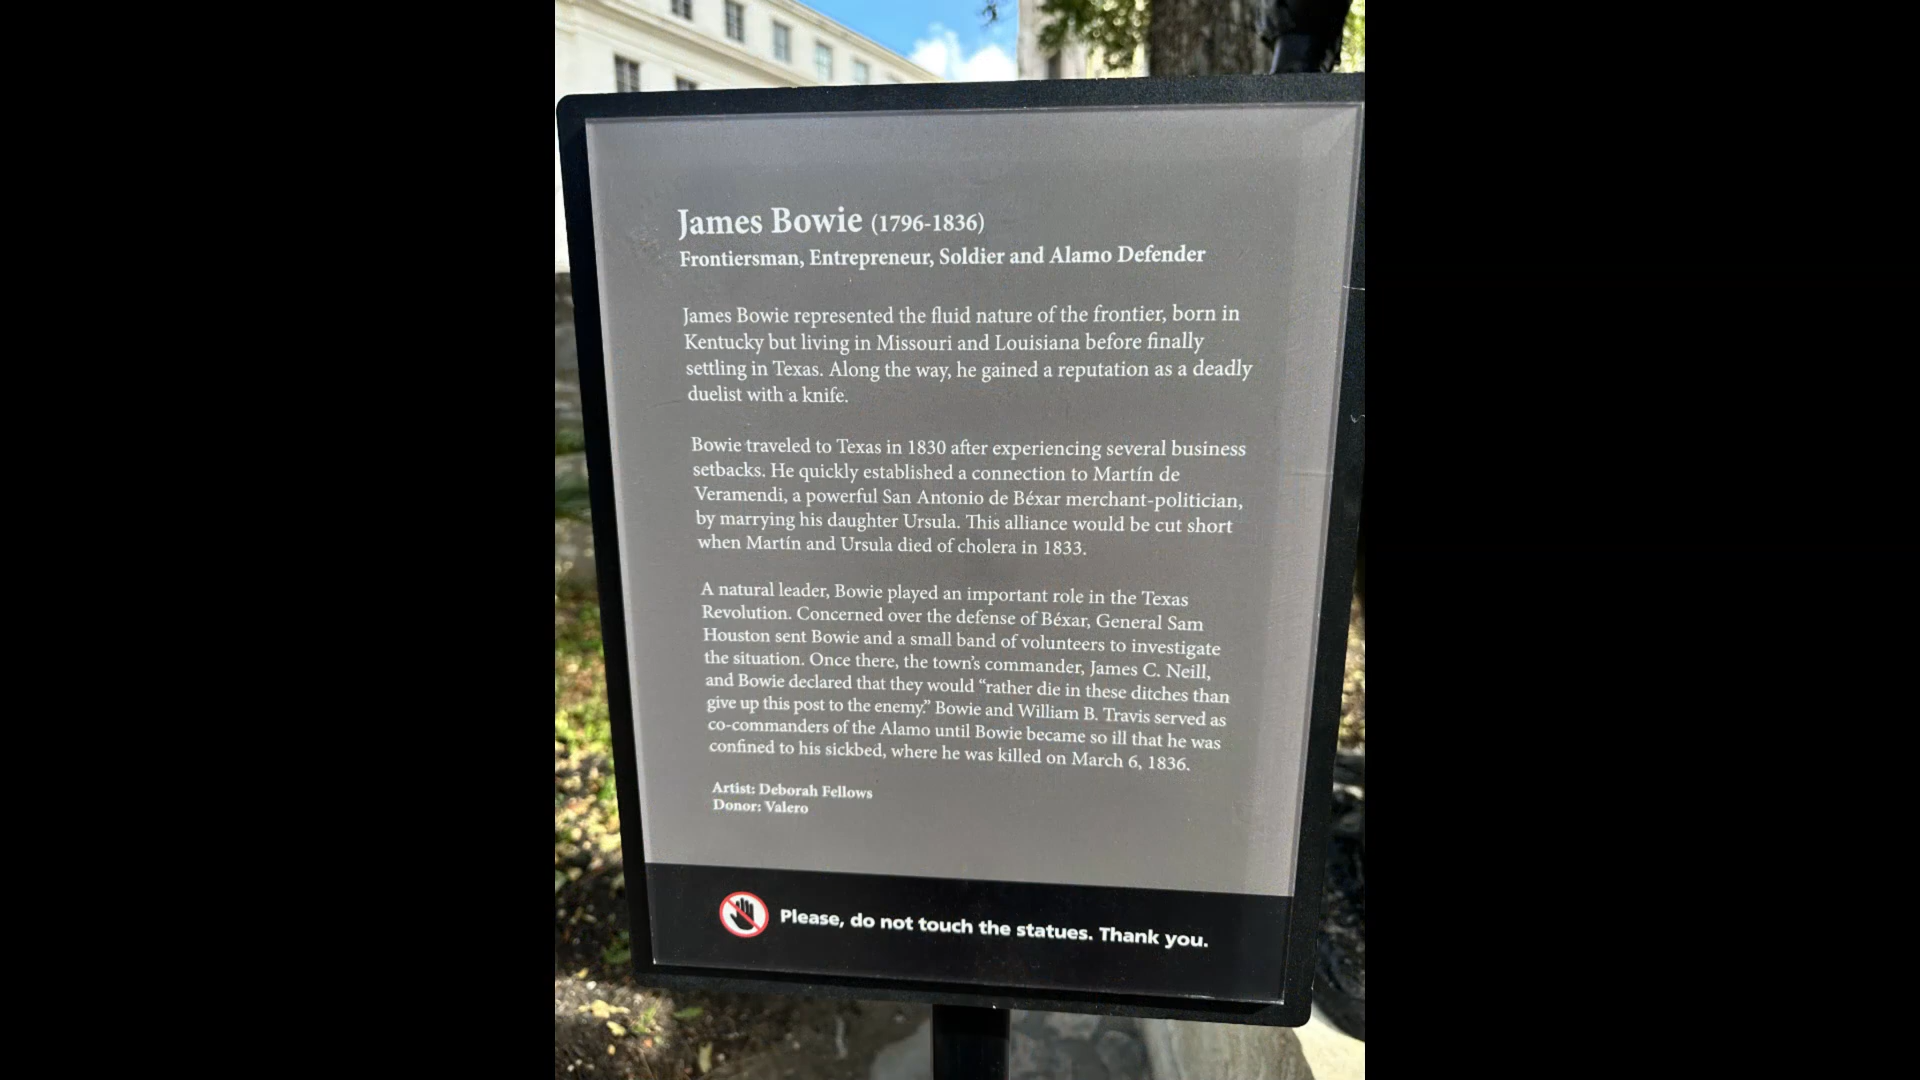 James Bowie (1796-1836)
Frontiersman, Entrepreneur, Soldier and Alamo Defender
James Bowie represented the fluid nature of the frontier, born in
Kentucky but living in Missouri and Louisiana before finally
settling in Texas. Along the way, he gained a reputation as a deadly
duelist with a knife.
Bowie traveled to Texas in 1830 after experiencing several business
setbacks. He quickly established a connection to Martín de
Veramendi, a powerful San Antonio de Béxar merchant-politician,
by marrying his daughter Ursula. This alliance would be cut short
when Martín and Ursula died of cholera in 1833.
A natural leader, Bowie played an important role in the Texas
Revolution. Concerned over the defense of Béxar, General Sam
Houston sent Bowie and a small band of volunteers to investigate
the situation. Once there, the town's commander, James C. Neill,
and Bowie declared that they would “rather die in these ditches than
give up this post to the enemy.” Bowie and William B. Travis served as
co-commanders of the Alamo until Bowie became so ill that he was
confined to his sickbed, where he was killed on March 6, 1836.
Artist: Deborah Fellows
Donor: Valero
Please, do not touch the statues. Thank you.